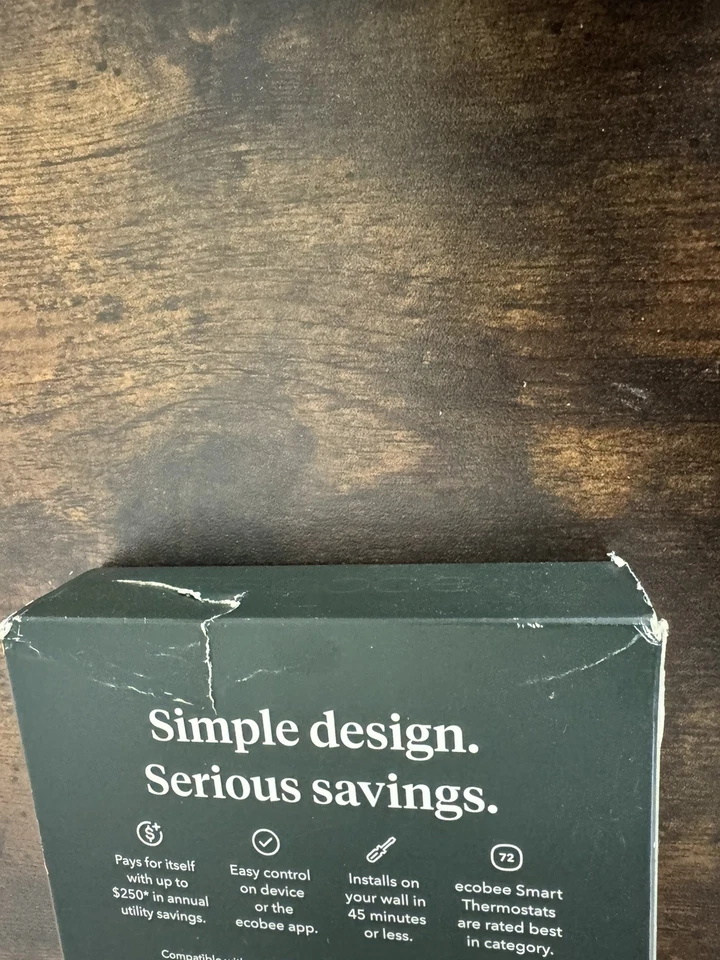 Simple design.
Serious savings.
Pays for itself
with up to
$250* in annual
utility savings.
Easy control
on device
or the
ecobee app.
Installs on
your wall in
45 minutes
or less.
72
ecobee Smart
Thermostats
are rated best
in category.
Compatible